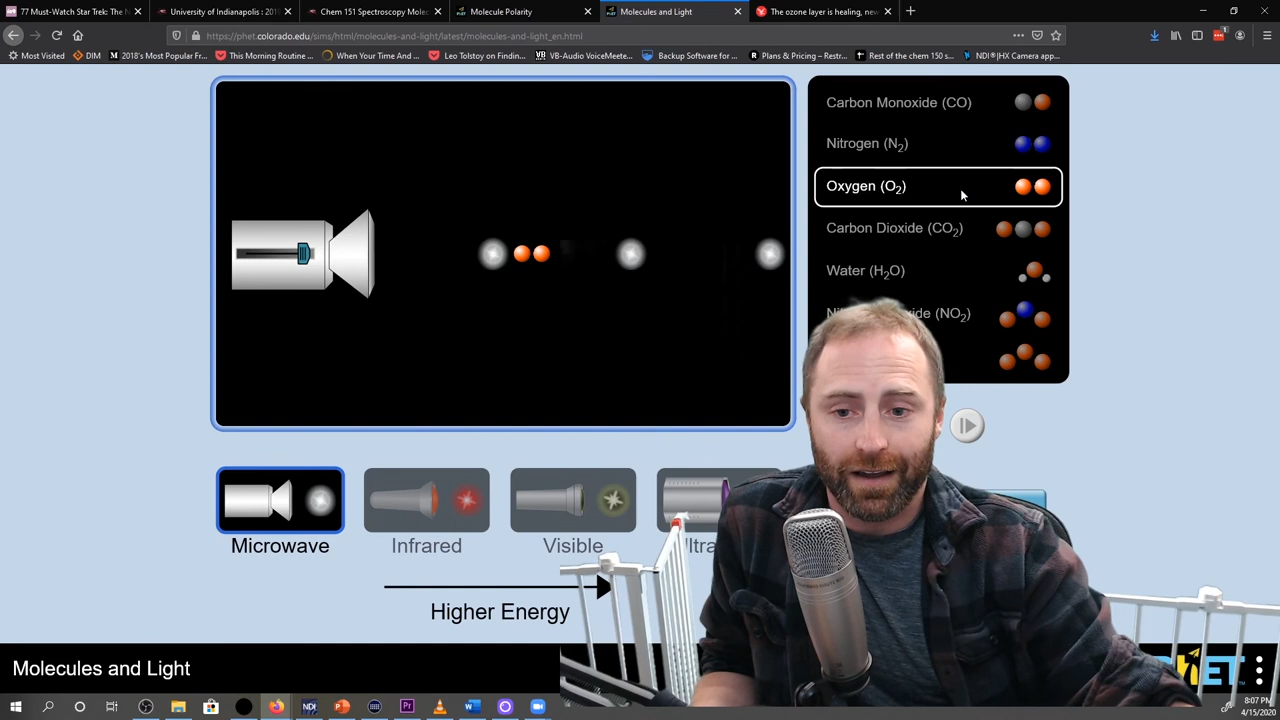 77 Must-Watch Star Trek: The N
University of Indianapolis : 201
Chem 151 Spectroscopy Molec
Molecule Polarity
Molecules and Light
The ozone layer is healing, new
https://phet.colorado.edu/sims/html/molecules-and-light/latest/molecules-and-light_en.html
Most Visited
DIM
2018's Most Popular Fr...
This Morning Routine ...
When Your Time And ...
Leo Tolstoy on Findin...
VB-Audio VoiceMeete...
Backup Software for ...
Plans & Pricing – Restr...
Rest of the chem 150 s...
NDI®|HX Camera app...
Carbon Monoxide (CO)
Nitrogen (N2)
Oxygen (O2)
Carbon Dioxide (CO2)
Water (H2O)
(NO2)
Microwave
Infrared
Visible
Higher Energy
Molecules and Light
PhET
NDI
8:07 PM
4/15/2020